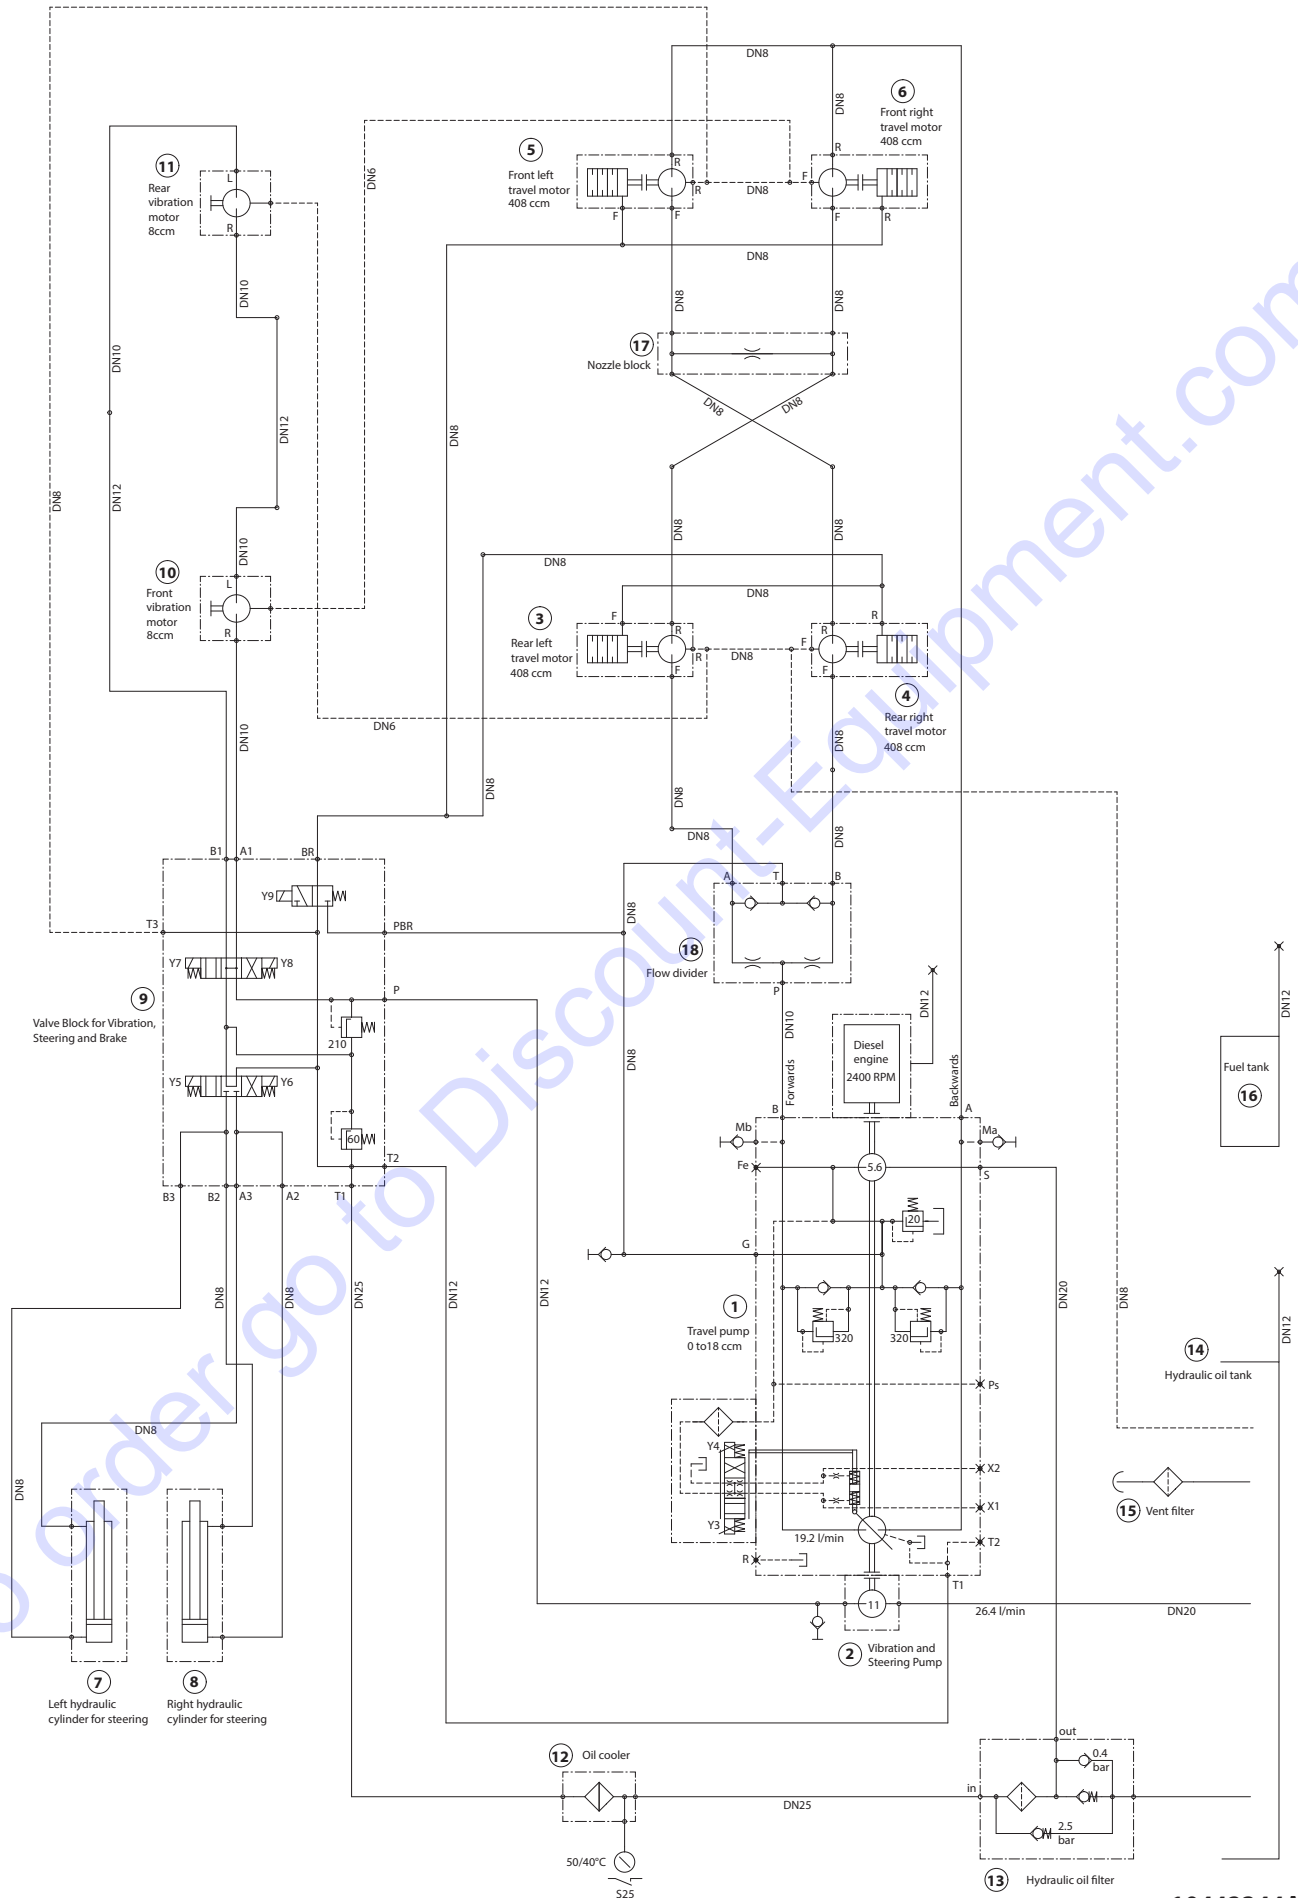 DN8
6
Front right
travel motor
408 ccm
DN8
5
Front left
travel motor
408 ccm
11
Rear
vibration
motor
8ccm
L
R
DN6
R
R
F
F
DN8
R
F
F
R
DN8
DN10
DN8
DN8
17
Nozzle block
DN8
DN8
DN10
DN12
DN8
DN8
DN12
DN8
DN8
DN10
DN8
10
Front
vibration
motor
8ccm
L
R
DN8
3
Rear left
travel motor
408 ccm
F
R
R
F
DN8
F
R
R
F
4
Rear right
travel motor
408 ccm
DN6
DN10
DN8
DN8
DN8
DN8
DN8
B1
A1
BR
A
T
B
Y9
T3
PBR
DN8
18
Flow divider
P
Y7
Y8
9
Valve Block for Vibration,
Steering and Brake
P
210
DN10
DN12
Diesel
engine
2400 RPM
DN12
Fuel tank
16
DN8
Forwards
Backwards
Y5
Y6
60
B
A
Mb
Ma
T2
Fe
5.6
S
B3
B2
A3
A2
T1
20
G
DN8
DN8
DN25
DN12
DN12
DN20
DN8
1
Travel pump
0 to18 ccm
320
320
DN12
14
Hydraulic oil tank
Ps
DN8
Y4
X2
DN8
X1
15
Vent filter
Y3
19.2 l/min
T2
R
T1
11
26.4 l/min
DN20
2
Vibration and
Steering Pump
7
Left hydraulic
cylinder for steering
8
Right hydraulic
cylinder for steering
out
12
Oil cooler
0.4
bar
in
DN25
2.5
bar
50/40°C
S25
13
Hydraulic oil filter
to order go to Discount-Equipment.com